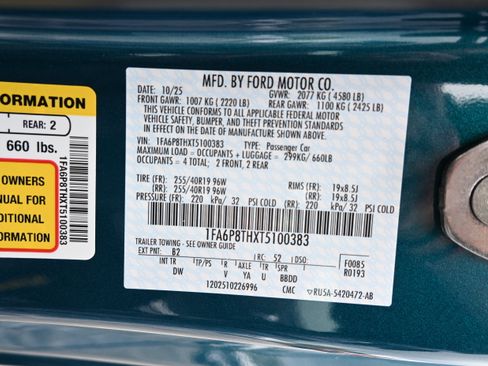 ORMATION
REAR: 2
660 lbs.
OWNERS
NUAL FOR
DITIONAL
ORMATION
1FA6P8THXT5100383
MFD. BY FORD MOTOR CO.
DATE: 10/25 GVWR: 2077 KG ( 4580 LB)
FRONT GAWR: 1007 KG ( 2220 LB) REAR GAWR: 1100 KG ( 2425 LB)
THIS VEHICLE CONFORMS TO ALL APPLICABLE FEDERAL MOTOR
VEHICLE SAFETY, BUMPER, AND THEFT PREVENTION STANDARDS
IN EFFECT ON THE DATE OF MANUFACTURE SHOWN ABOVE.
VIN: 1FA6P8THXT5100383 TYPE: Passenger Car
MAXIMUM LOAD = OCCUPANTS + LUGGAGE = 299KG/ 660LB
OCCUPANTS = 4 TOTAL; 2 FRONT, 2 REAR
TIRE (FR): 255/40R19 96W RIMS (FR): 19x8.5J
TIRE (RR): 255/40R19 96W (RR): 19x8.5J
PRESSURE (FR): 220 kPa/ 32 PSI COLD (RR): 220 kPa/ 32 PSI COLD
1FA6P8THXT5100383
TRAILER TOWING - SEE OWNER GUIDE
EXT PNT: B2 RC: 52 DSO: F0085
R0193
INT TR TP/PS R AXLE TR SPR
DW V YA U BBDD
1202510226996 CMC RU5A-5420472-AB